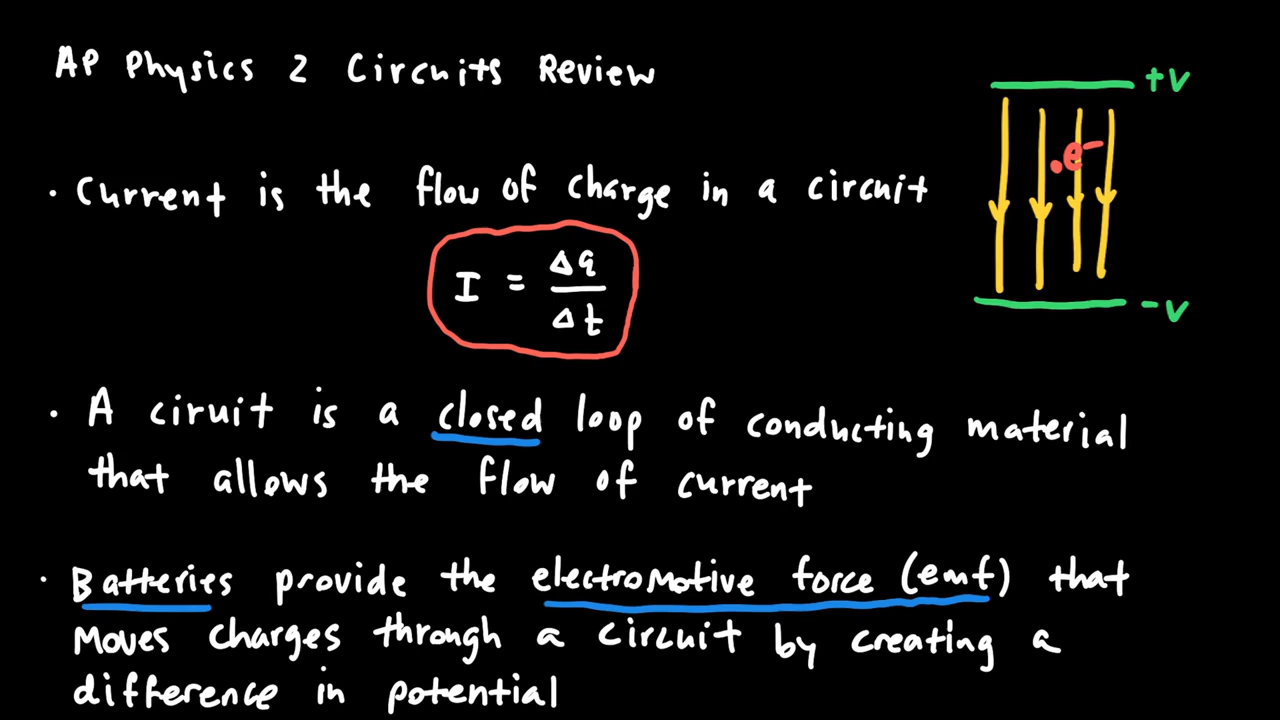 AP Physics 2 Circuits Review
+V
• Current is the flow of charge in a circuit
e⁻
I = Δq / Δt
-V
• A ciruit is a closed loop of conducting material
that allows the flow of current
• Batteries provide the electromotive force (emf) that
moves charges through a circuit by creating a
difference in potential